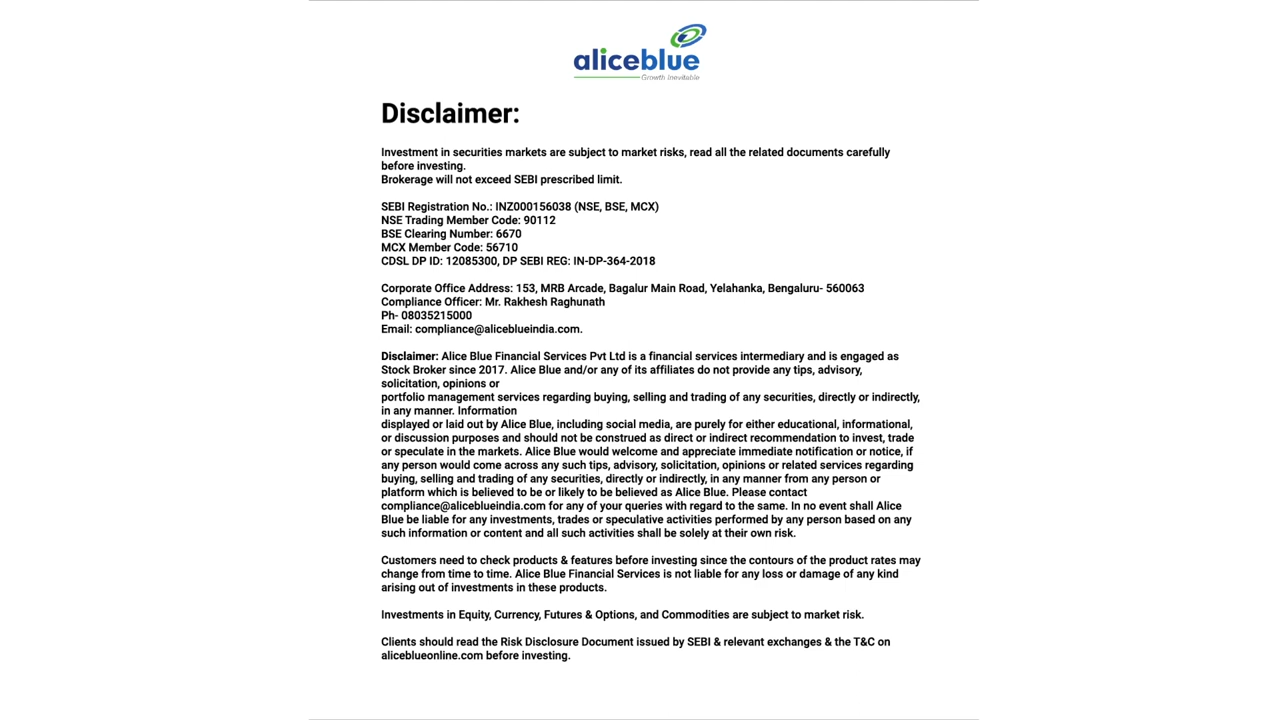 aliceblue
Growth Inevitable
Disclaimer:
Investment in securities markets are subject to market risks, read all the related documents carefully
before investing.
Brokerage will not exceed SEBI prescribed limit.
SEBI Registration No.: INZ000156038 (NSE, BSE, MCX)
NSE Trading Member Code: 90112
BSE Clearing Number: 6670
MCX Member Code: 56710
CDSL DP ID: 12085300, DP SEBI REG: IN-DP-364-2018
Corporate Office Address: 153, MRB Arcade, Bagalur Main Road, Yelahanka, Bengaluru- 560063
Compliance Officer: Mr. Rakhesh Raghunath
Ph- 08035215000
Email: compliance@aliceblueindia.com.
Disclaimer: Alice Blue Financial Services Pvt Ltd is a financial services intermediary and is engaged as
Stock Broker since 2017. Alice Blue and/or any of its affiliates do not provide any tips, advisory,
solicitation, opinions or
portfolio management services regarding buying, selling and trading of any securities, directly or indirectly,
in any manner. Information
displayed or laid out by Alice Blue, including social media, are purely for either educational, informational,
or discussion purposes and should not be construed as direct or indirect recommendation to invest, trade
or speculate in the markets. Alice Blue would welcome and appreciate immediate notification or notice, if
any person would come across any such tips, advisory, solicitation, opinions or related services regarding
buying, selling and trading of any securities, directly or indirectly, in any manner from any person or
platform which is believed to be or likely to be believed as Alice Blue. Please contact
compliance@aliceblueindia.com for any of your queries with regard to the same. In no event shall Alice
Blue be liable for any investments, trades or speculative activities performed by any person based on any
such information or content and all such activities shall be solely at their own risk.
Customers need to check products & features before investing since the contours of the product rates may
change from time to time. Alice Blue Financial Services is not liable for any loss or damage of any kind
arising out of investments in these products.
Investments in Equity, Currency, Futures & Options, and Commodities are subject to market risk.
Clients should read the Risk Disclosure Document issued by SEBI & relevant exchanges & the T&C on
aliceblueonline.com before investing.